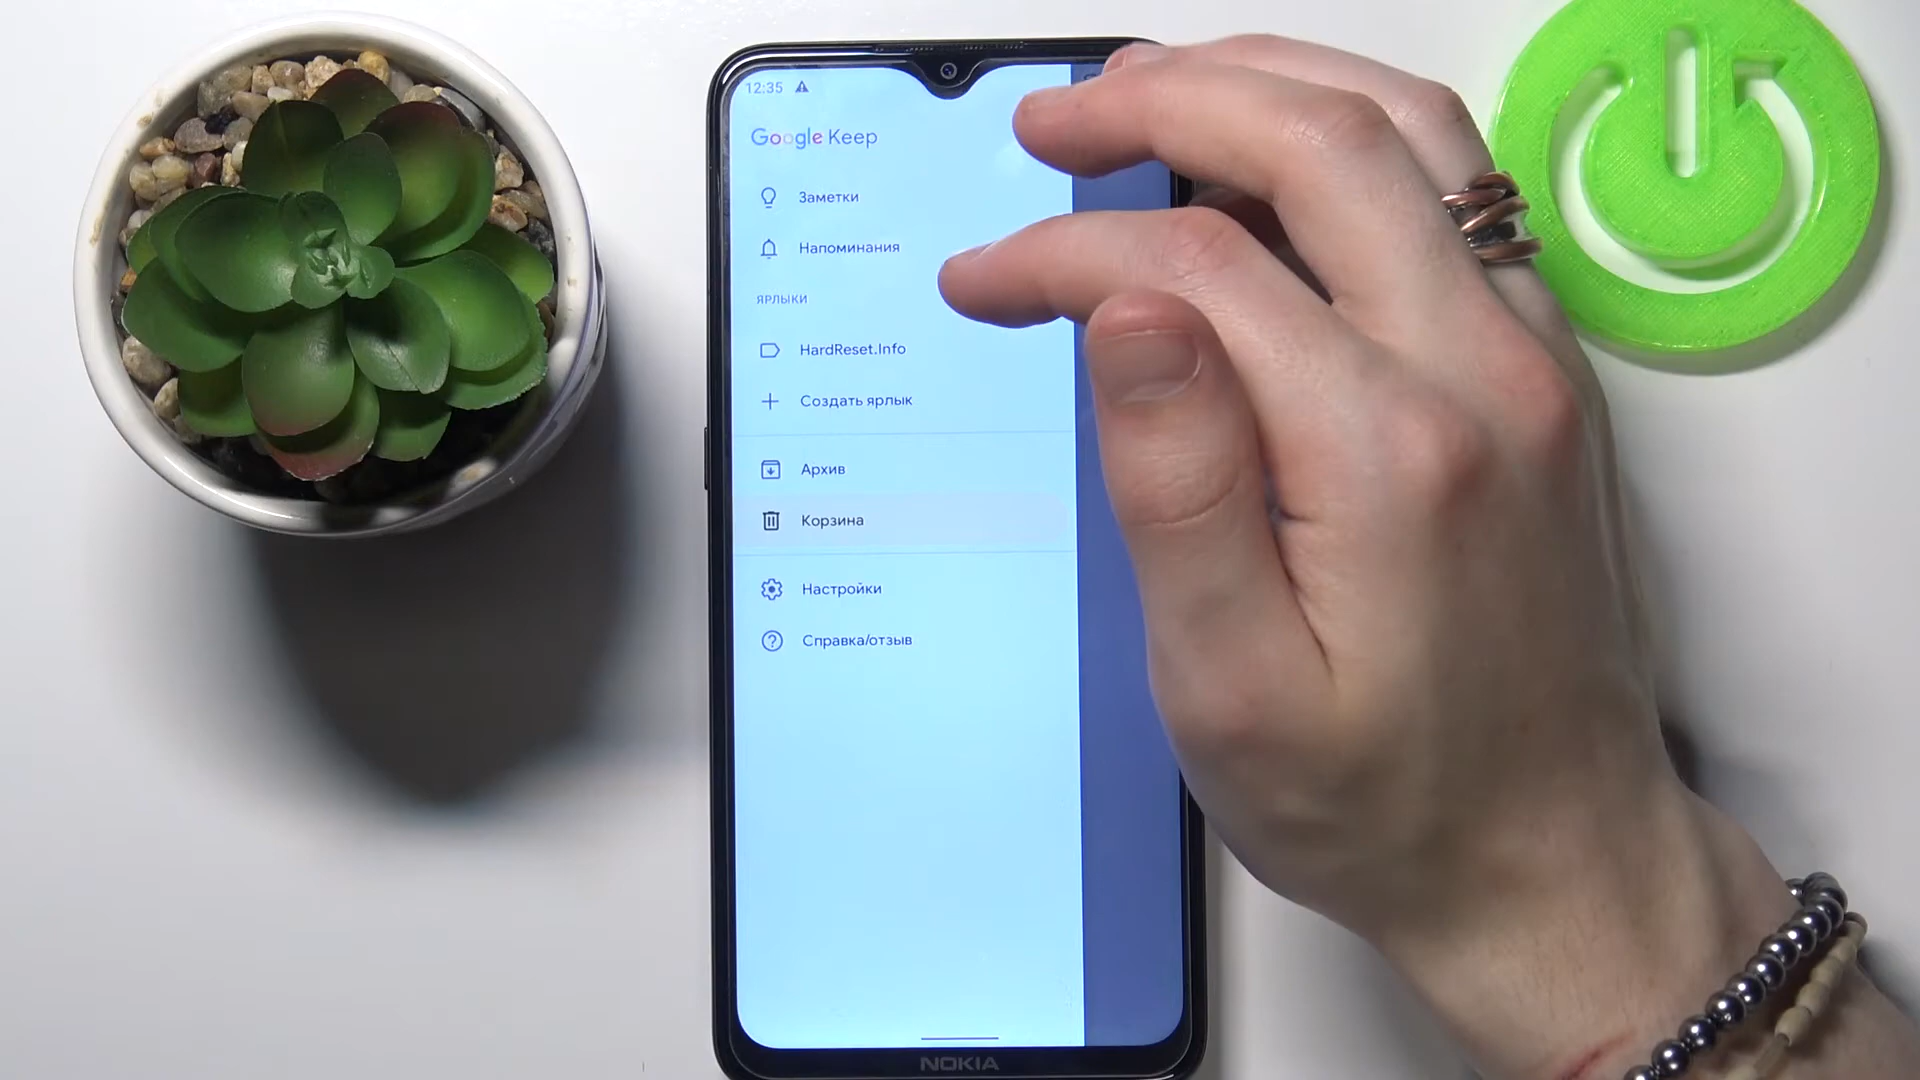 12:35
Google Keep
Заметки
Напоминания
ЯРЛЫКИ
HardReset.Info
Создать ярлык
Архив
Корзина
Настройки
Справка/отзыв
NOKIA